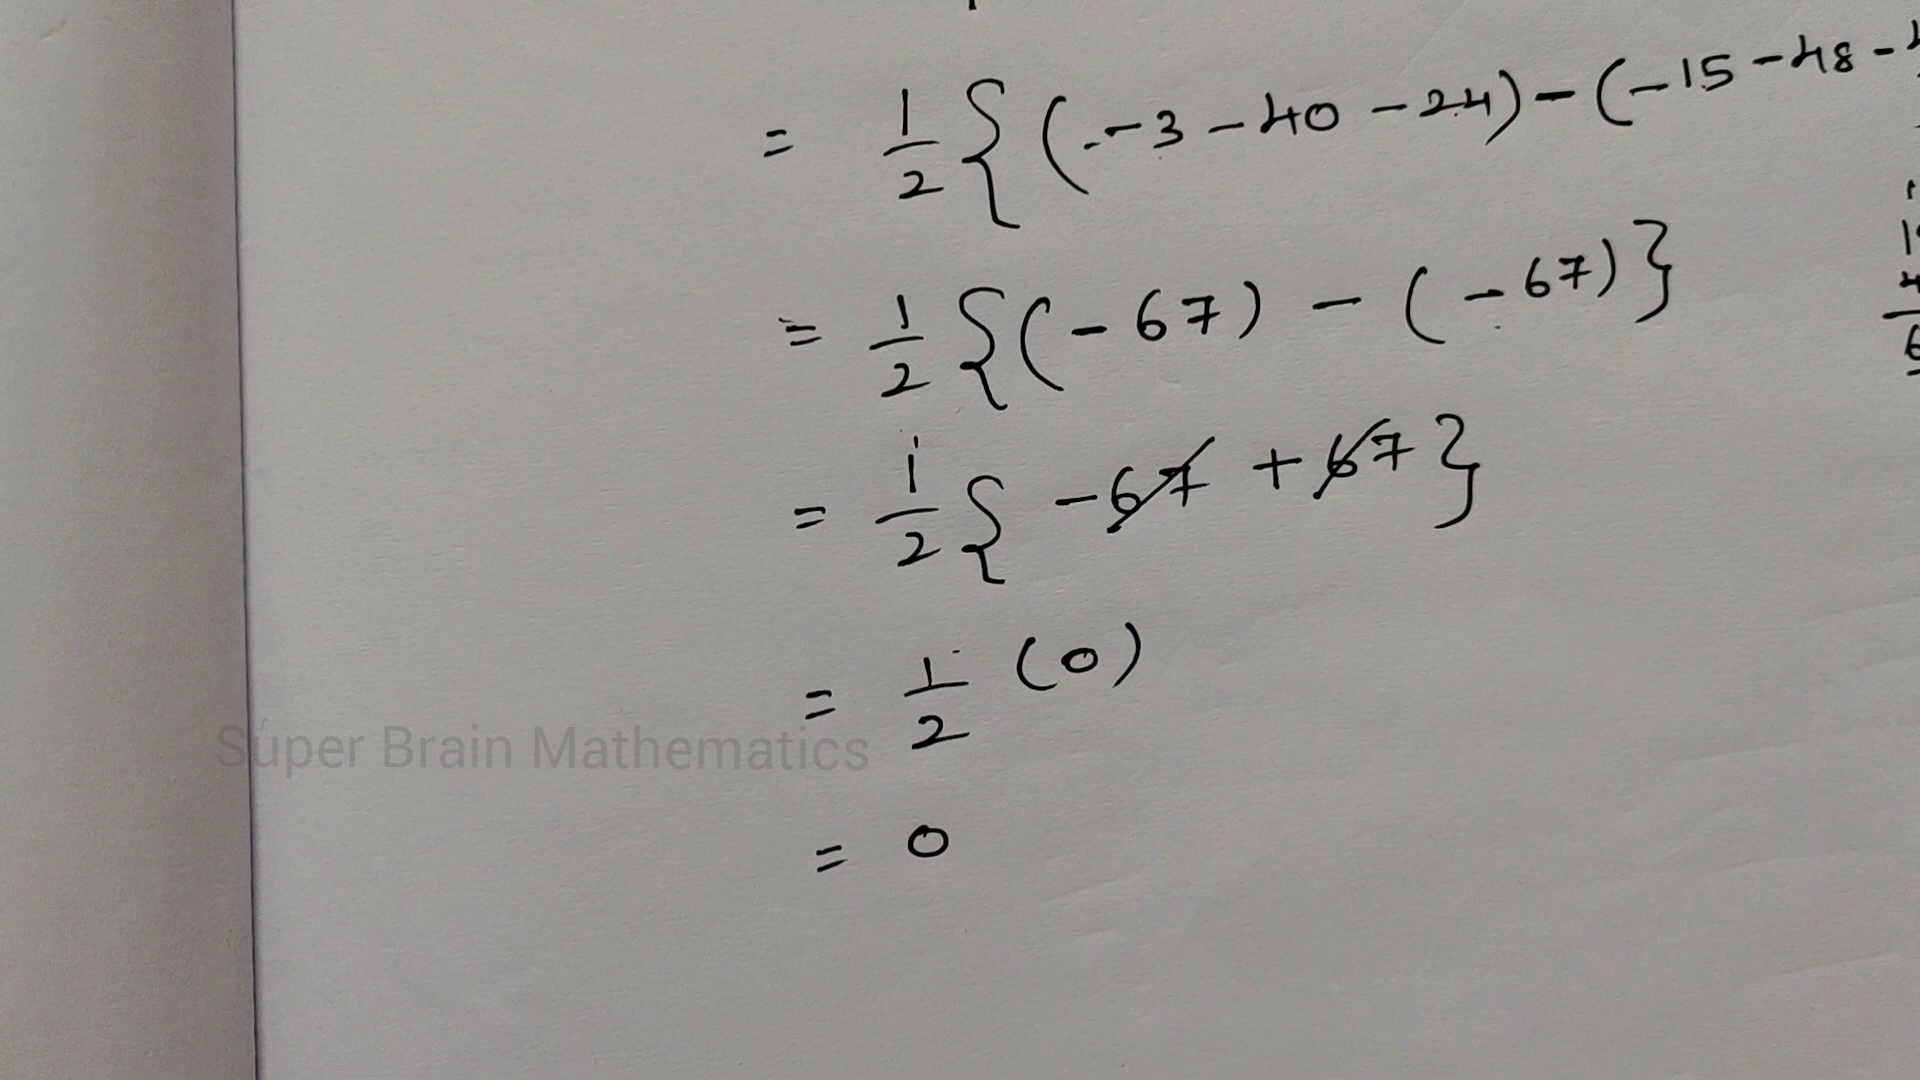 = 1/2 { (-3 - 40 - 24) - (-15 - 48 -
= 1/2 { (-67) - (-67) }
= 1/2 { -67 + 67 }
= 1/2 (0)
Super Brain Mathematics
= 0